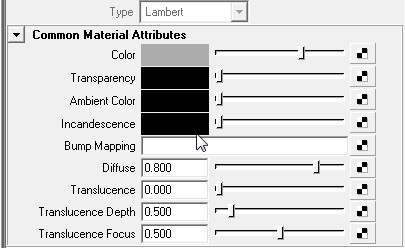 Type Lambert
Common Material Attributes
Color
Transparency
Ambient Color
Incandescence
Bump Mapping
Diffuse 0.800
Translucence 0.000
Translucence Depth 0.500
Translucence Focus 0.500